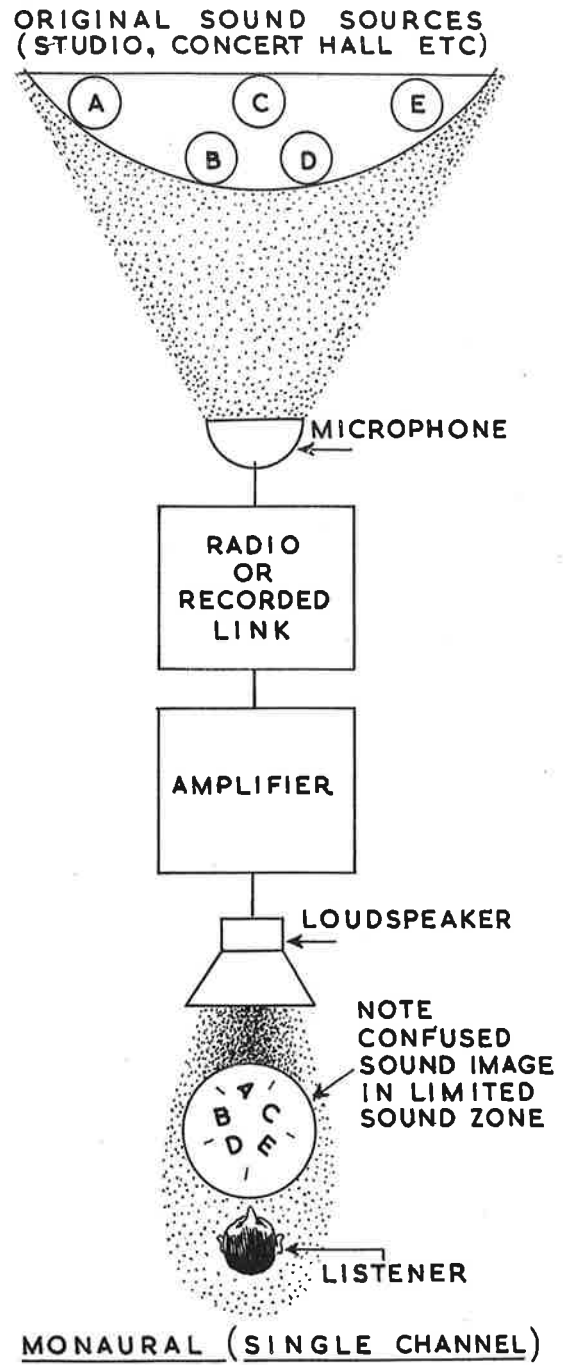 ORIGINAL SOUND SOURCES
(STUDIO, CONCERT HALL ETC)
A
C
E
B
D
MICROPHONE
RADIO
OR
RECORDED
LINK
AMPLIFIER
LOUDSPEAKER
NOTE
CONFUSED
SOUND IMAGE
IN LIMITED
SOUND ZONE
A
B
C
D
E
LISTENER
MONAURAL (SINGLE CHANNEL)